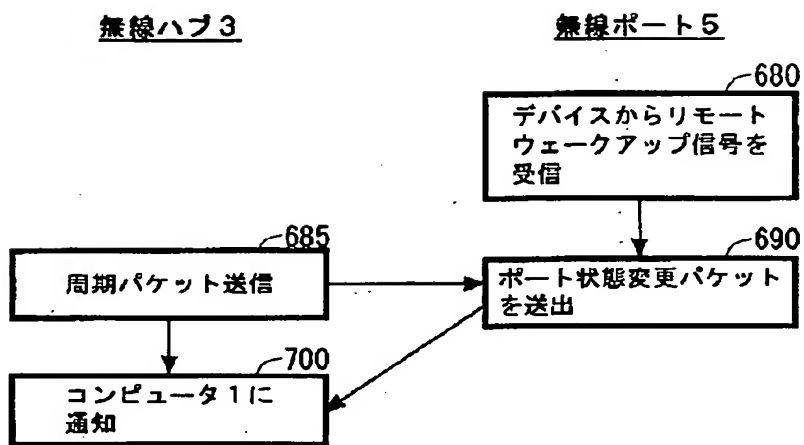 無線ハブ3
無線ポート5
680
デバイスからリモート
ウェークアップ信号を
受信
685
周期パケット送信
690
ポート状態変更パケット
を送出
700
コンピュータ1に
通知